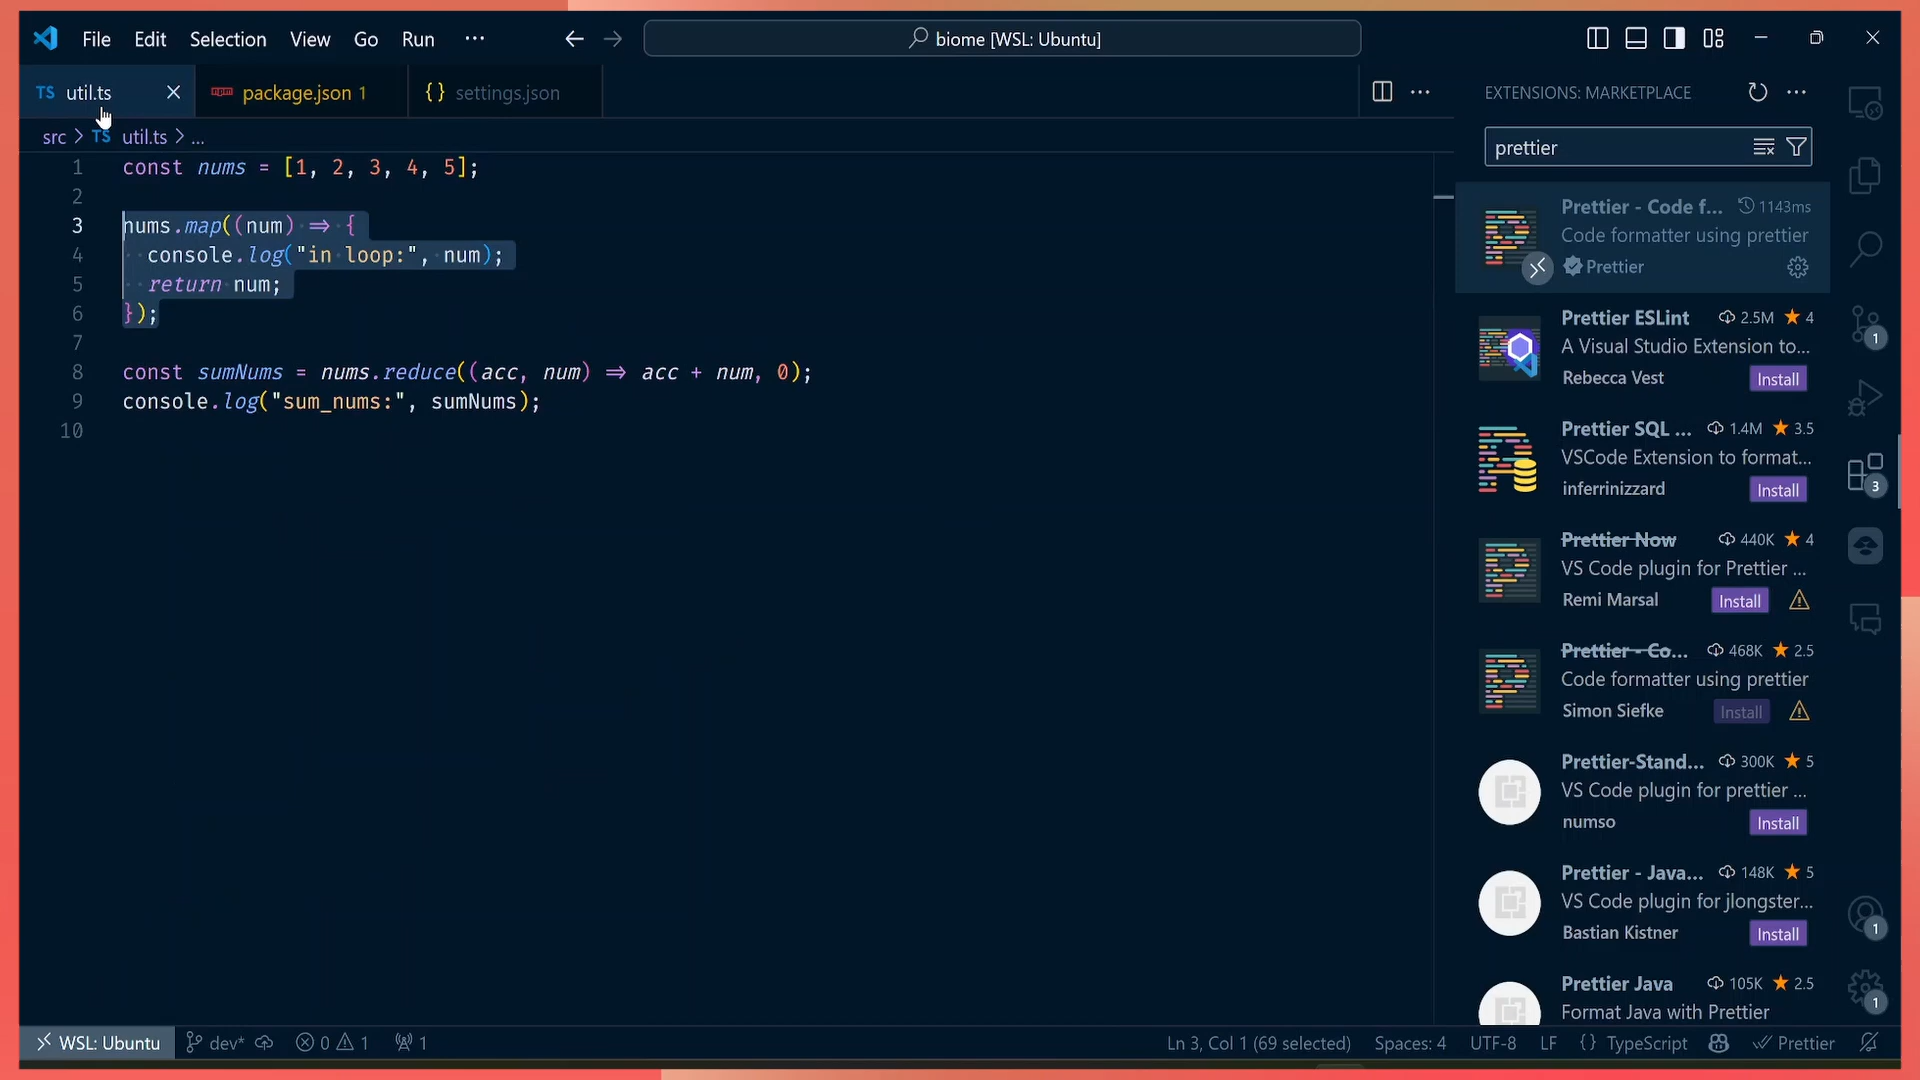 File Edit Selection View Go Run ···
biome [WSL: Ubuntu]
TS util.ts
package.json 1
{} settings.json
src > TS util.ts > ...
1 const nums = [1, 2, 3, 4, 5];
2
3 nums.map((num) => {
4 ··console.log("in·loop:",·num);
5 ··return·num;
6 });
7
8 const sumNums = nums.reduce((acc, num) => acc + num, 0);
9 console.log("sum_nums:", sumNums);
10
EXTENSIONS: MARKETPLACE
prettier
Prettier - Code f... 1143ms
Code formatter using prettier
Prettier
Prettier ESLint 2.5M 4
A Visual Studio Extension to...
Rebecca Vest Install
Prettier SQL ... 1.4M 3.5
VSCode Extension to format...
inferrinizzard Install
Prettier Now 440K 4
VS Code plugin for Prettier ...
Remi Marsal Install
Prettier - Co... 468K 2.5
Code formatter using prettier
Simon Siefke Install
Prettier-Stand... 300K 5
VS Code plugin for prettier ...
numso Install
Prettier - Java... 148K 5
VS Code plugin for jlongster...
Bastian Kistner Install
Prettier Java 105K 2.5
Format Java with Prettier
1
3
1
1
WSL: Ubuntu dev* 0 1 1 Ln 3, Col 1 (69 selected) Spaces: 4 UTF-8 LF {} TypeScript Prettier